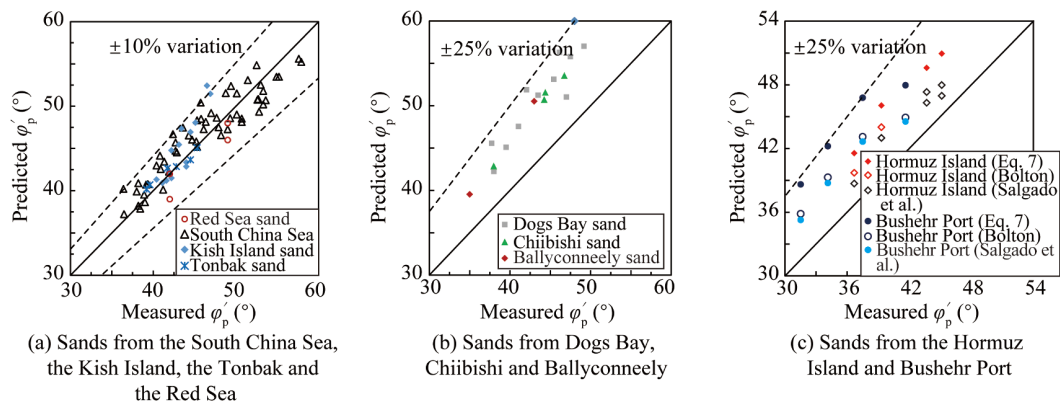 60
50
40
30
30 40 50 60
±10% variation
Predicted φ′p (°)
Measured φ′p (°)
Red Sea sand
South China Sea
Kish Island sand
Tonbak sand
(a) Sands from the South China Sea,
the Kish Island, the Tonbak and
the Red Sea
60
50
40
30
30 40 50 60
±25% variation
Predicted φ′p (°)
Measured φ′p (°)
Dogs Bay sand
Chiibishi sand
Ballyconneely sand
(b) Sands from Dogs Bay,
Chiibishi and Ballyconneely
54
48
42
36
30
30 36 42 48 54
±25% variation
Predicted φ′p (°)
Measured φ′p (°)
Hormuz Island (Eq. 7)
Hormuz Island (Bolton)
Hormuz Island (Salgado
et al.)
Bushehr Port (Eq. 7)
Bushehr Port (Bolton)
Bushehr Port (Salgado et
al.)
(c) Sands from the Hormuz
Island and Bushehr Port